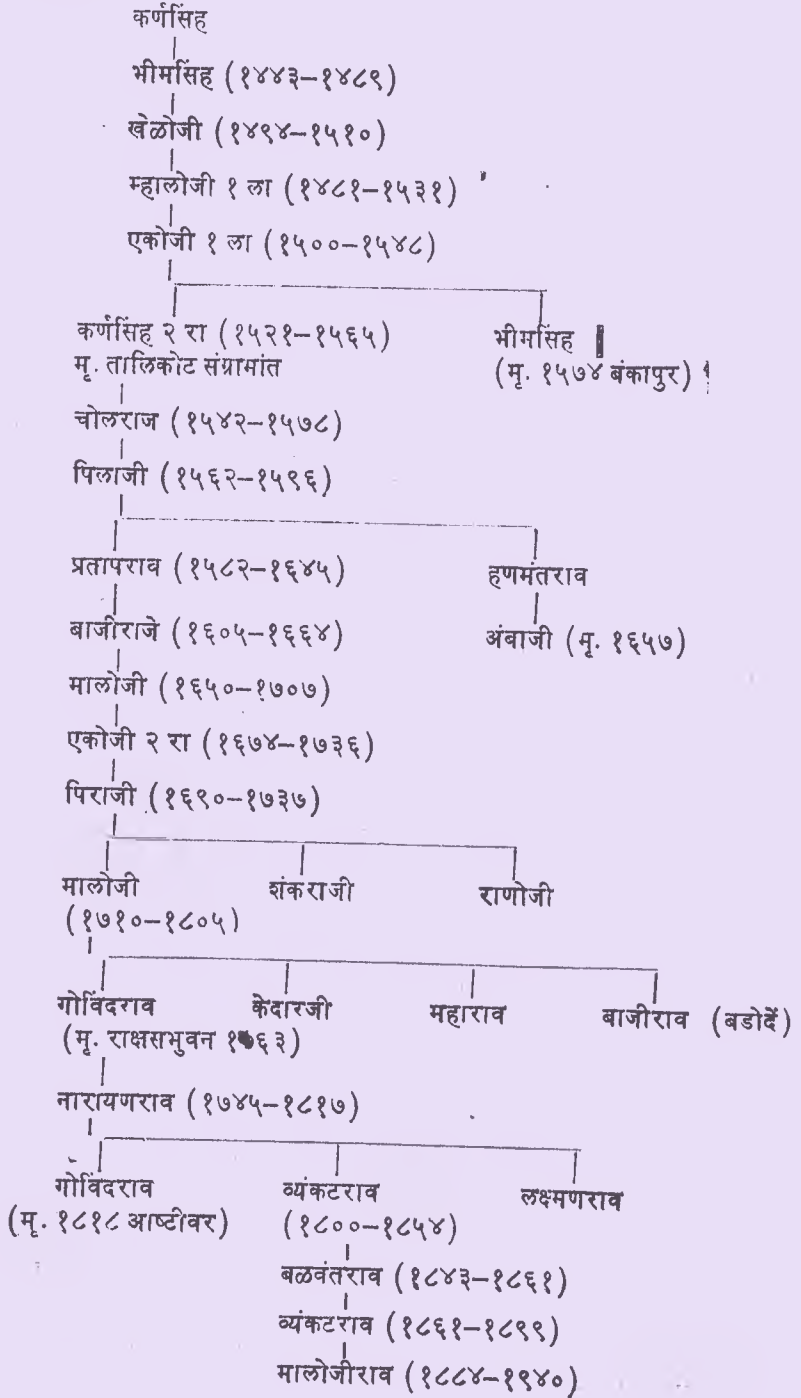 कर्णसिंह
भीमसिंह (१४४३–१४८९)
खेळोजी (१४९४–१५१०)
म्हालोजी १ ला (१४८१–१५३१)
एकोजी १ ला (१५००–१५४८)
कर्णसिंह २ रा (१५२१–१५६५) भीमसिंह
मृ. तालिकोट संग्रामांत (मृ. १५७४ बंकापुर)
चोलराज (१५४२–१५७८)
पिलाजी (१५६२–१५९६)
प्रतापराव (१५८२–१६४५) हणमंतराव
बाजीराजे (१६०५–१६६४) अंबाजी (मृ. १६५७)
मालोजी (१६५०–१७०७)
एकोजी २ रा (१६७४–१७३६)
पिराजी (१६९०–१७३७)
मालोजी शंकराजी राणोजी
(१७१०–१८०५)
गोविंदराव केदारजी महाराव बाजीराव (बडोदें)
(मृ. राक्षसभुवन १७६३)
नारायणराव (१७४५–१८१७)
गोविंदराव व्यंकटराव लक्ष्मणराव
(मृ. १८१८ आष्टीवर) (१८००–१८५४)
बळवंतराव (१८४३–१८६१)
व्यंकटराव (१८६१–१८९९)
मालोजीराव (१८८४–१९४०)